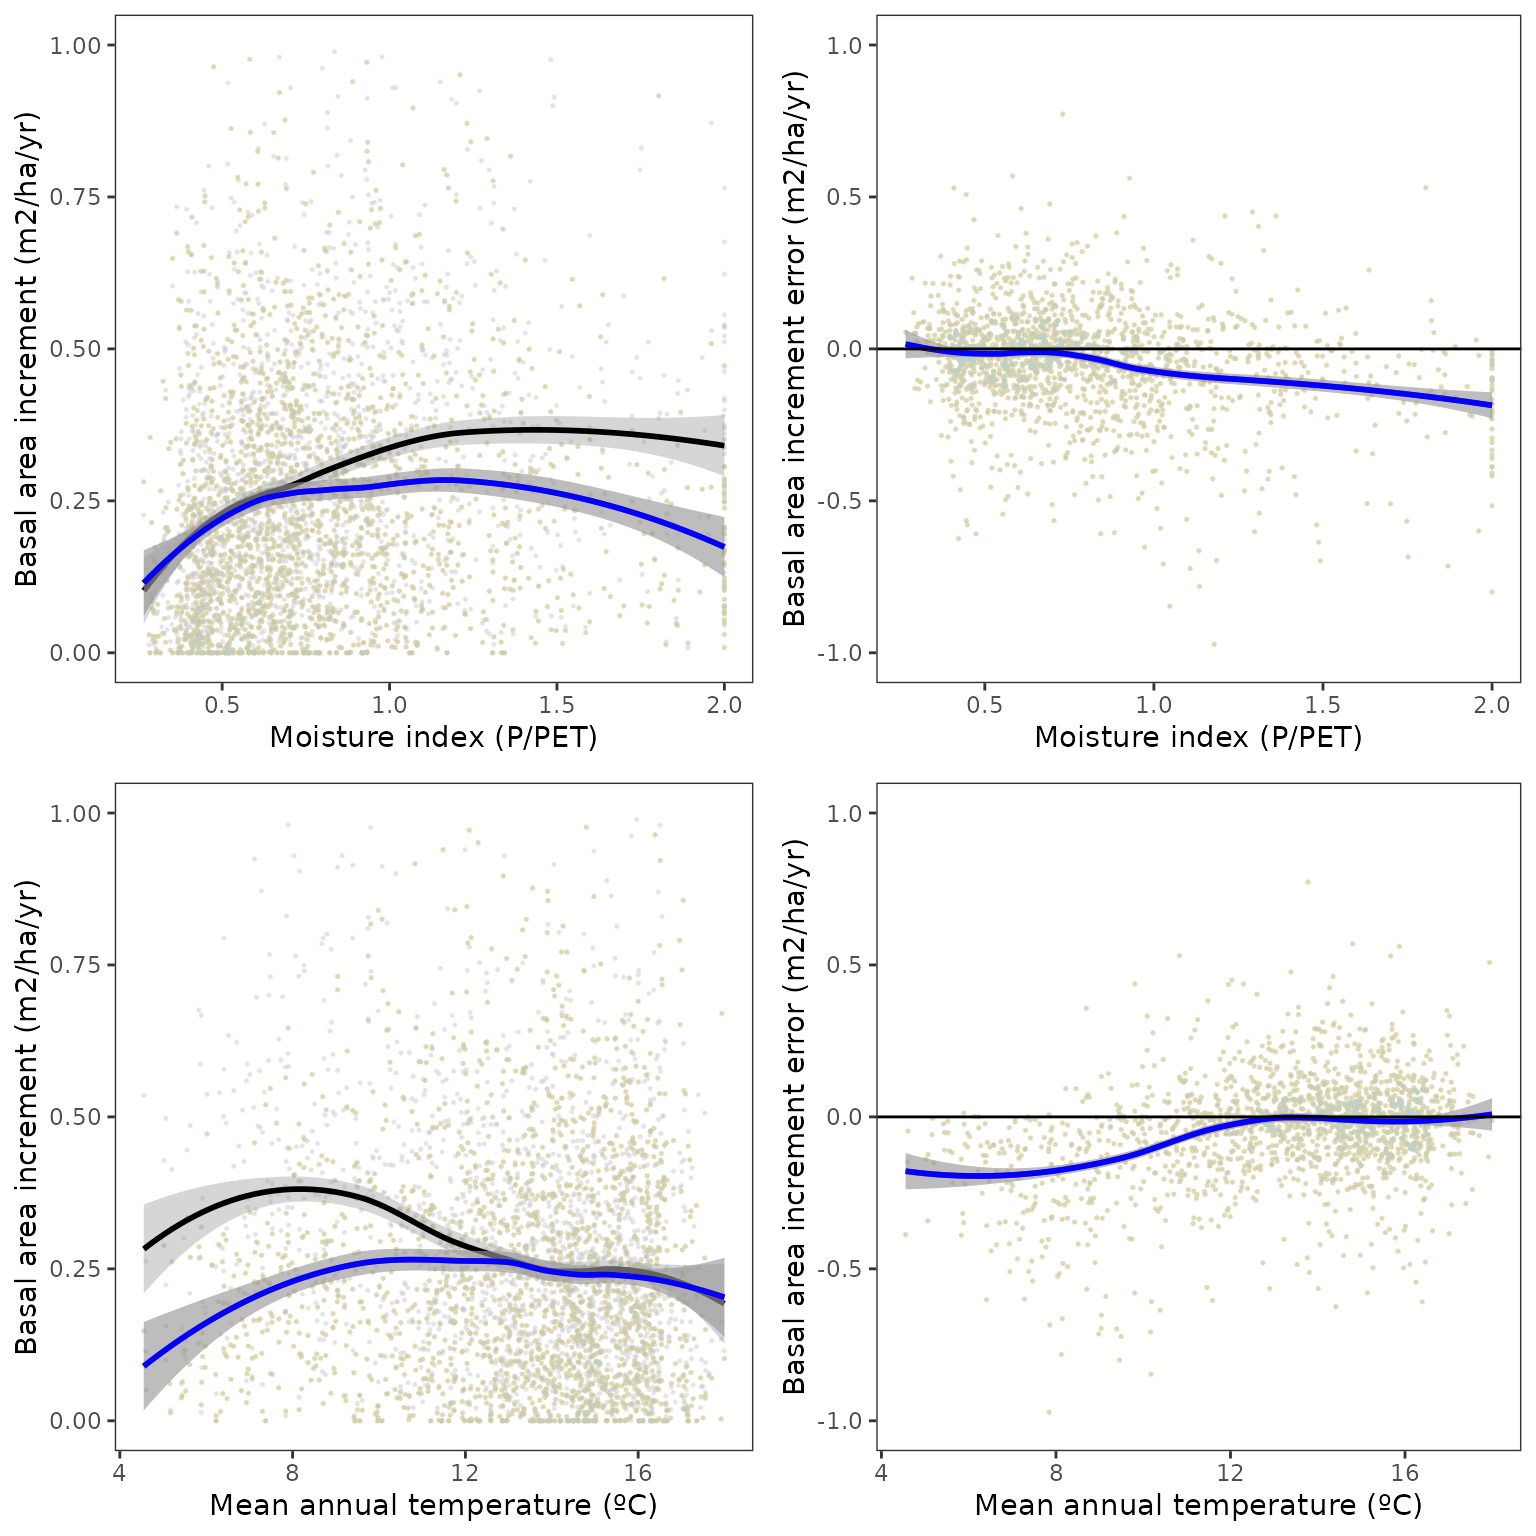 Basal area increment (m2/ha/yr)
1.00
0.75
0.50
0.25
0.00
0.5 1.0 1.5 2.0
Moisture index (P/PET)
Basal area increment error (m2/ha/yr)
1.0
0.5
0.0
-0.5
-1.0
0.5 1.0 1.5 2.0
Moisture index (P/PET)
Basal area increment (m2/ha/yr)
1.00
0.75
0.50
0.25
0.00
4 8 12 16
Mean annual temperature (ºC)
Basal area increment error (m2/ha/yr)
1.0
0.5
0.0
-0.5
-1.0
4 8 12 16
Mean annual temperature (ºC)